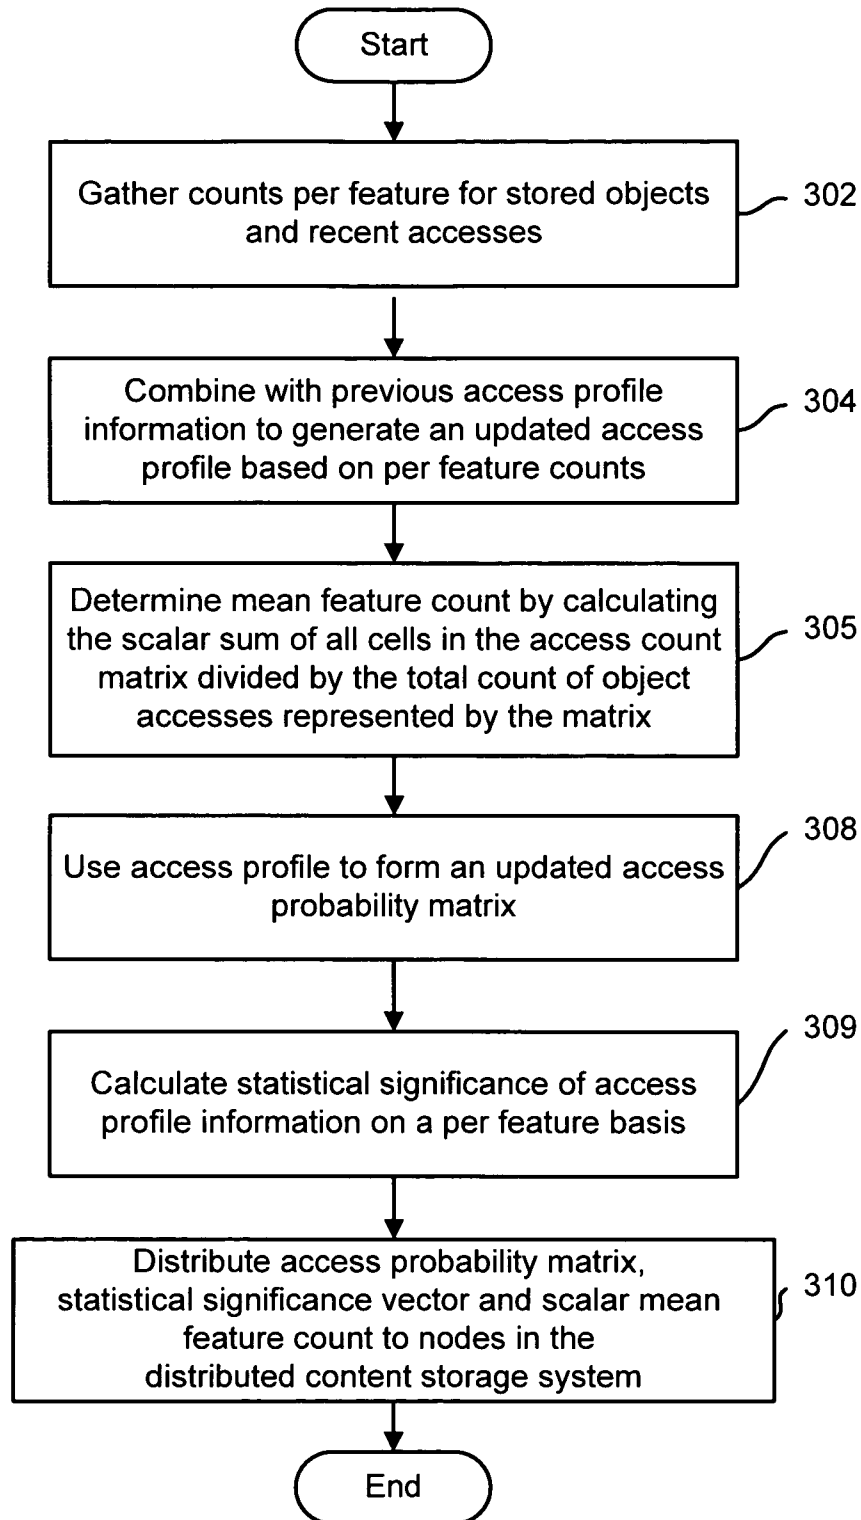 Start
Gather counts per feature for stored objects
and recent accesses
302
Combine with previous access profile
information to generate an updated access
profile based on per feature counts
304
Determine mean feature count by calculating
the scalar sum of all cells in the access count
matrix divided by the total count of object
accesses represented by the matrix
305
Use access profile to form an updated access
probability matrix
308
Calculate statistical significance of access
profile information on a per feature basis
309
Distribute access probability matrix,
statistical significance vector and scalar mean
feature count to nodes in the
distributed content storage system
310
End